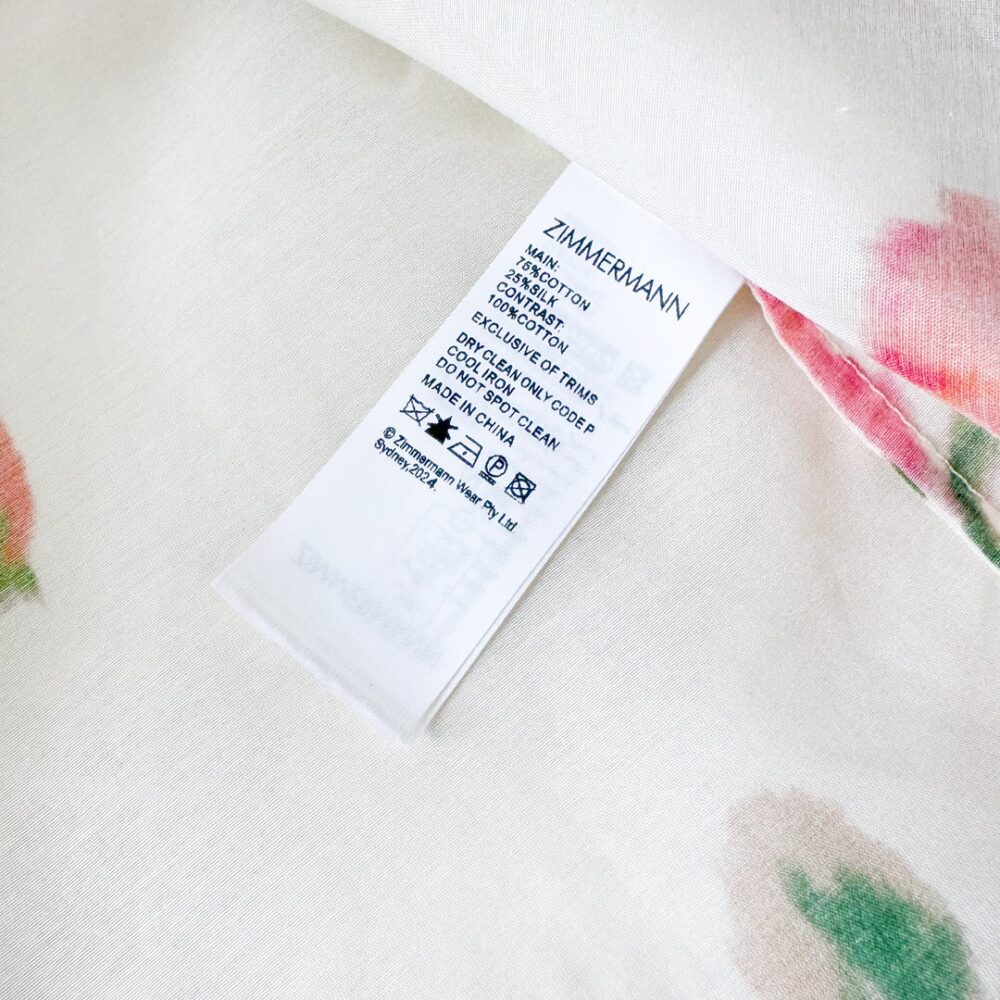 ZIMMERMANN
MAIN:
75%COTTON
25%SILK
CONTRAST:
100%COTTON
EXCLUSIVE OF TRIMS
DRY CLEAN ONLY CODE P
COOL IRON
DO NOT SPOT CLEAN
MADE IN CHINA
P
© Zimmermann Wear Pty Ltd
Sydney,2024.